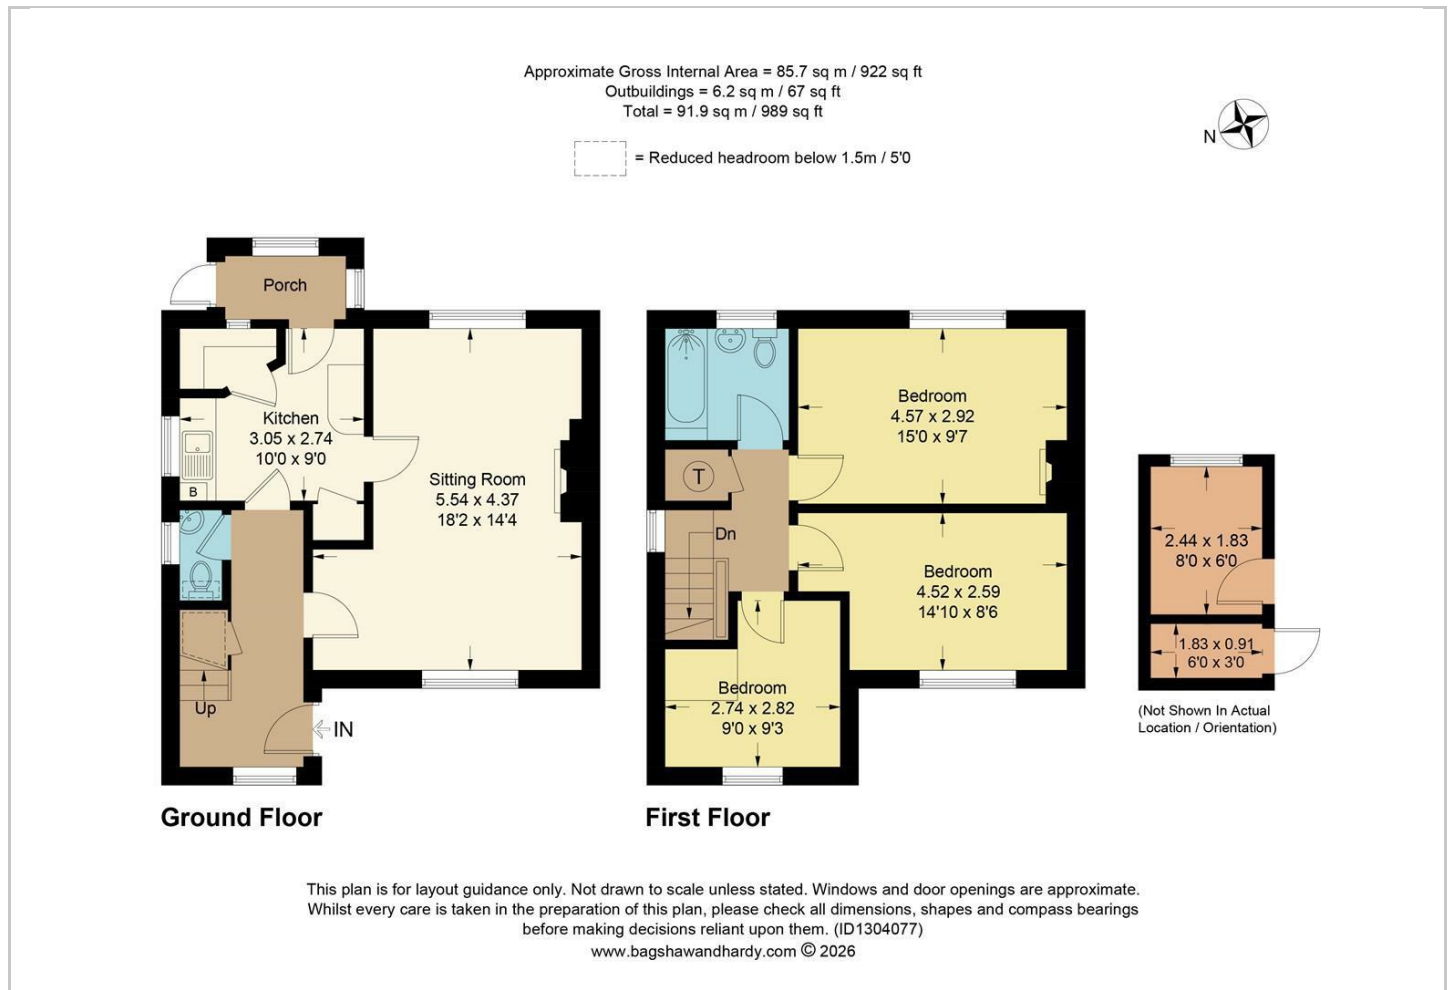 Approximate Gross Internal Area = 85.7 sq m / 922 sq ft
Outbuildings = 6.2 sq m / 67 sq ft
Total = 91.9 sq m / 989 sq ft
= Reduced headroom below 1.5m / 5'0
N
Porch
Kitchen
3.05 x 2.74
10'0 x 9'0
B
Sitting Room
5.54 x 4.37
18'2 x 14'4
Up
IN
Ground Floor
Bedroom
4.57 x 2.92
15'0 x 9'7
T
Dn
Bedroom
4.52 x 2.59
14'10 x 8'6
Bedroom
2.74 x 2.82
9'0 x 9'3
First Floor
2.44 x 1.83
8'0 x 6'0
1.83 x 0.91
6'0 x 3'0
(Not Shown In Actual
Location / Orientation)
This plan is for layout guidance only. Not drawn to scale unless stated. Windows and door openings are approximate.
Whilst every care is taken in the preparation of this plan, please check all dimensions, shapes and compass bearings
before making decisions reliant upon them. (ID1304077)
www.bagshawandhardy.com © 2026